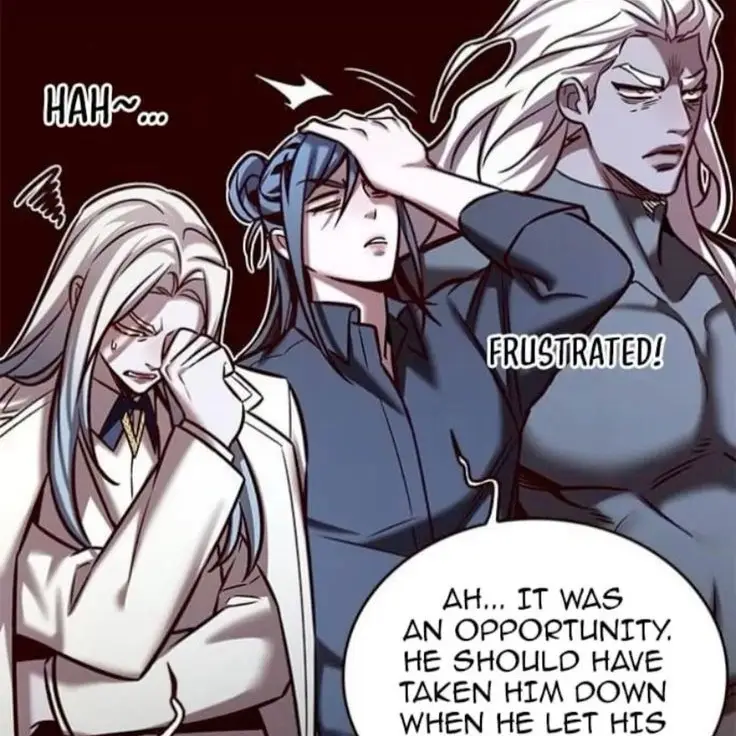 HAH~...
FRUSTRATED!
AH... IT WAS
AN OPPORTUNITY.
HE SHOULD HAVE
TAKEN HIM DOWN
WHEN HE LET HIS